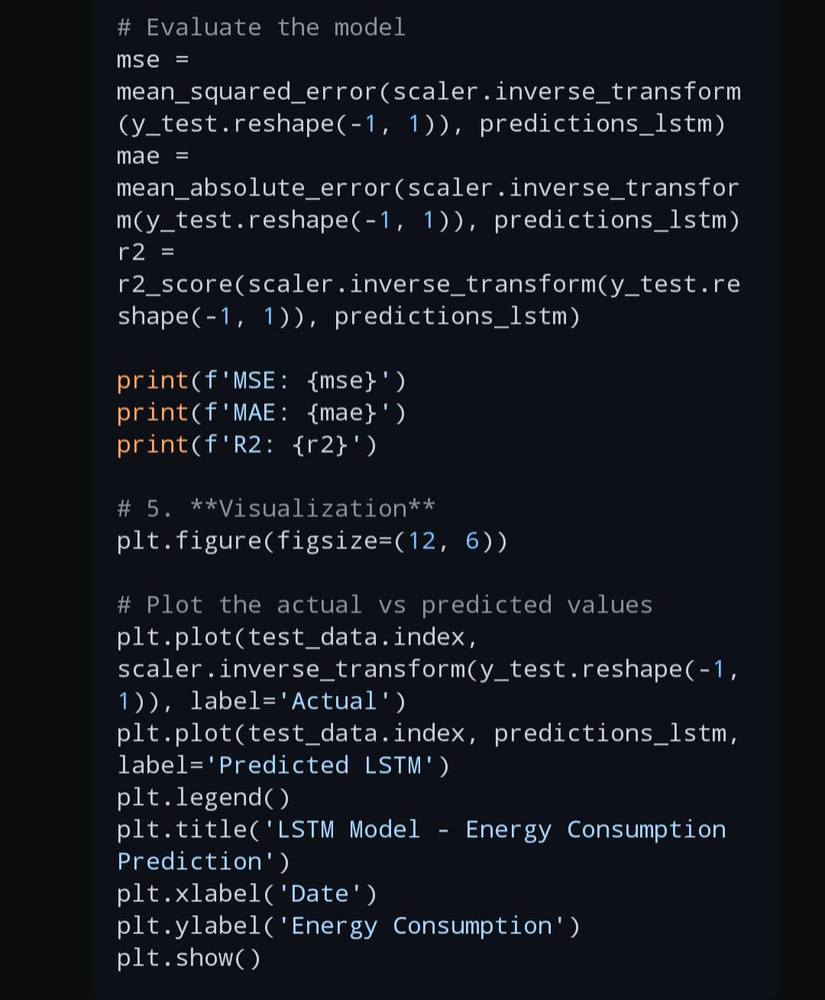 # Evaluate the model
mse =
mean_squared_error(scaler.inverse_transform
(y_test.reshape(-1, 1)), predictions_lstm)
mae =
mean_absolute_error(scaler.inverse_transfor
m(y_test.reshape(-1, 1)), predictions_lstm)
r2 =
r2_score(scaler.inverse_transform(y_test.re
shape(-1, 1)), predictions_lstm)

print(f'MSE: {mse}')
print(f'MAE: {mae}')
print(f'R2: {r2}')

# 5. **Visualization**
plt.figure(figsize=(12, 6))

# Plot the actual vs predicted values
plt.plot(test_data.index,
scaler.inverse_transform(y_test.reshape(-1,
1)), label='Actual')
plt.plot(test_data.index, predictions_lstm,
label='Predicted LSTM')
plt.legend()
plt.title('LSTM Model - Energy Consumption
Prediction')
plt.xlabel('Date')
plt.ylabel('Energy Consumption')
plt.show()